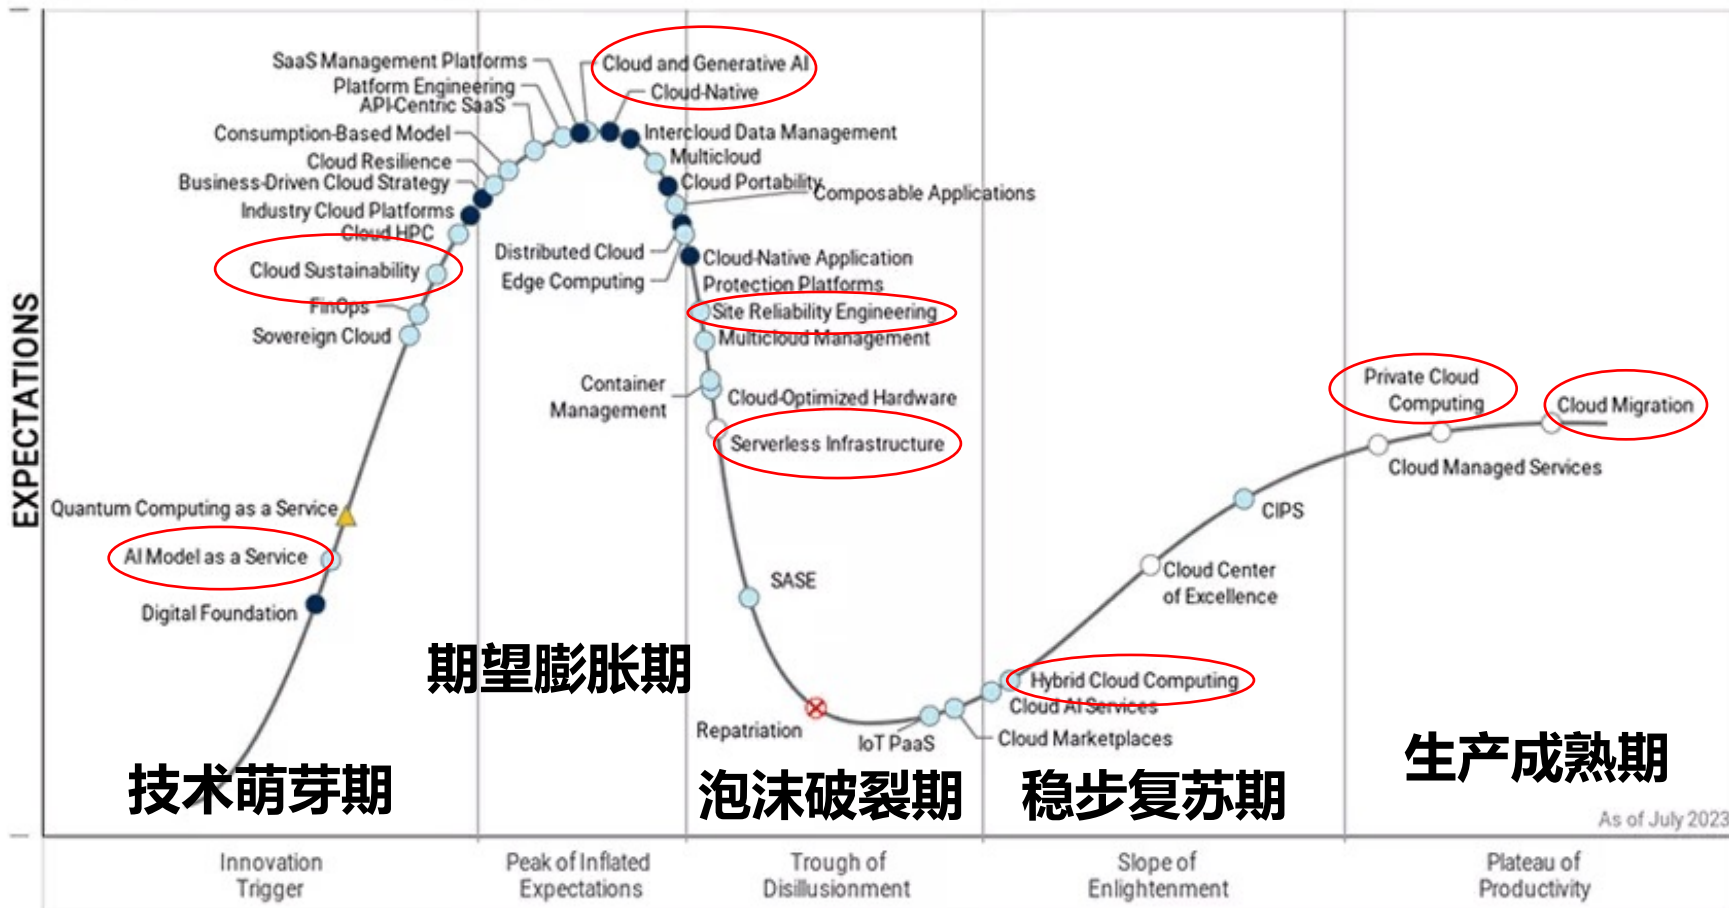 EXPECTATIONS
SaaS Management Platforms
Platform Engineering
API-Centric SaaS
Consumption-Based Model
Cloud Resilience
Business-Driven Cloud Strategy
Industry Cloud Platforms
Cloud HPC
Cloud Sustainability
FinOps
Sovereign Cloud
Quantum Computing as a Service
AI Model as a Service
Digital Foundation
Cloud and Generative AI
Cloud-Native
Intercloud Data Management
Multicloud
Cloud Portability
Composable Applications
Distributed Cloud
Edge Computing
Cloud-Native Application
Protection Platforms
Site Reliability Engineering
Multicloud Management
Container
Management
Cloud-Optimized Hardware
Serverless Infrastructure
SASE
Repatriation
IoT PaaS
Cloud Marketplaces
Cloud AI Services
Hybrid Cloud Computing
Cloud Center
of Excellence
CIPS
Cloud Managed Services
Private Cloud
Computing
Cloud Migration
技术萌芽期
期望膨胀期
泡沫破裂期
稳步复苏期
生产成熟期
As of July 2023
Innovation
Trigger
Peak of Inflated
Expectations
Trough of
Disillusionment
Slope of
Enlightenment
Plateau of
Productivity